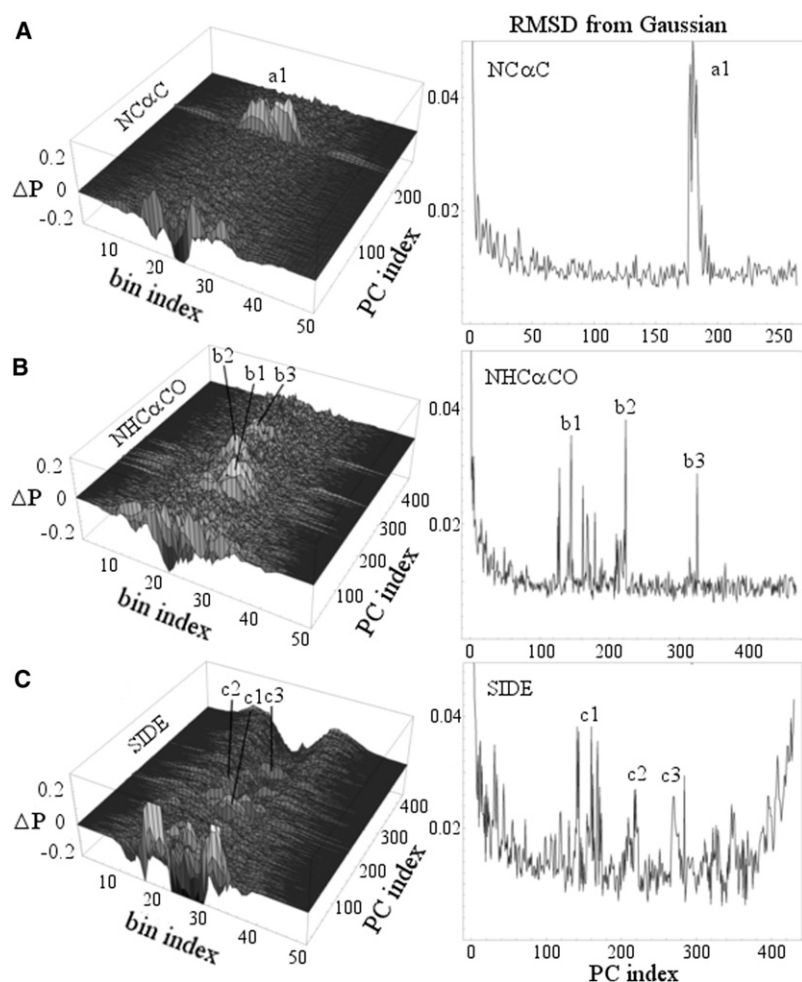 A
RMSD from Gaussian
NCαC
a1
0.2
ΔP 0
-0.2
10
20
30
40
50
bin index
100
200
PC index
NCαC
a1
0.04
0.02
0 50 100 150 200 250
B
b2
b1 b3
NHCαCO
0.2
ΔP 0
-0.2
10
20
30
40
50
bin index
100
200
300
400
PC index
NHCαCO
b1
b2
b3
0.04
0.02
0 100 200 300 400
C
c2 c1 c3
SIDE
0.2
ΔP 0
-0.2
10
20
30
40
50
bin index
100
200
300
400
PC index
SIDE
c1
c2 c3
0.04
0.02
0 100 200 300 400
PC index